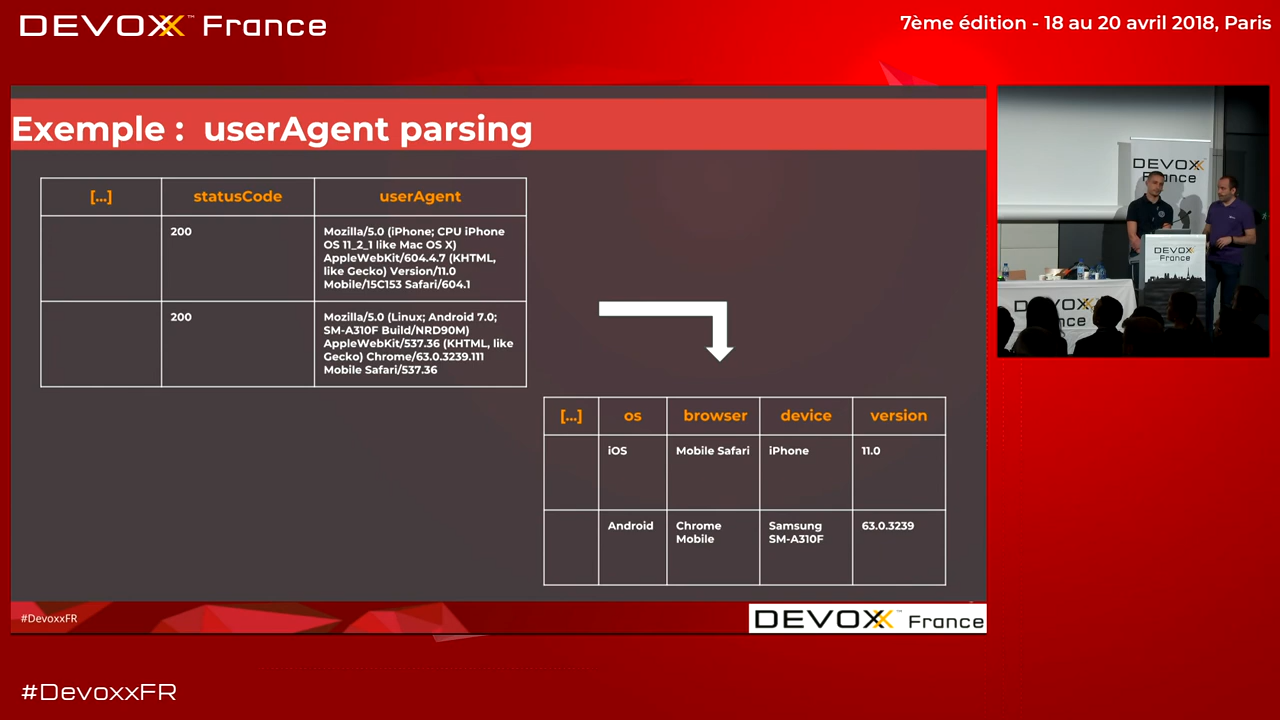 DEVOXX™ France
7ème édition - 18 au 20 avril 2018, Paris
Exemple : userAgent parsing
[...] statusCode userAgent
200
Mozilla/5.0 (iPhone; CPU iPhone
OS 11_2_1 like Mac OS X)
AppleWebKit/604.4.7 (KHTML,
like Gecko) Version/11.0
Mobile/15C153 Safari/604.1
200
Mozilla/5.0 (Linux; Android 7.0;
SM-A310F Build/NRD90M)
AppleWebKit/537.36 (KHTML, like
Gecko) Chrome/63.0.3239.111
Mobile Safari/537.36
[...] os browser device version
iOS Mobile Safari iPhone 11.0
Android
Chrome
Mobile
Samsung
SM-A310F
63.0.3239
#DevoxxFR
DEVOXX™ France
DEVOXX
France
DEVOXX
France
DEVOXX
France
#DevoxxFR